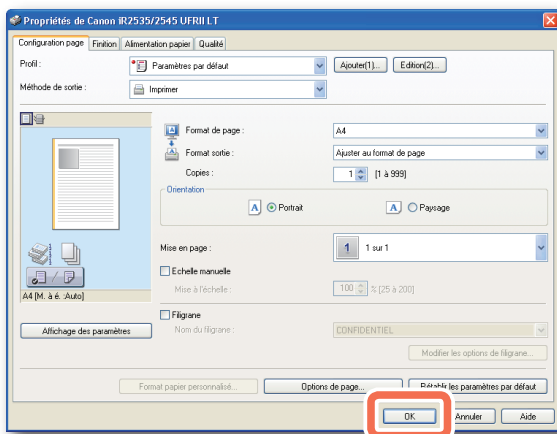 Propriétés de Canon iR2535/2545 UFRII LT
Configuration page Finition Alimentation papier Qualité
Profil : Paramètres par défaut Ajouter(1)... Edition(2)...
Méthode de sortie : Imprimer
Format de page : A4
Format sortie : Ajuster au format de page
Copies : 1 [1 à 999]
Orientation
A Portrait A Paysage
Mise en page : 1 1 sur 1
Echelle manuelle
Mise à l'échelle : 100 % [25 à 200]
A4 [M. à é. :Auto]
Filigrane
Affichage des paramètres Nom du filigrane : CONFIDENTIEL
Modifier les options de filigrane...
Format papier personnalisé... Options de page... Rétablir les paramètres par défaut
OK Annuler Aide